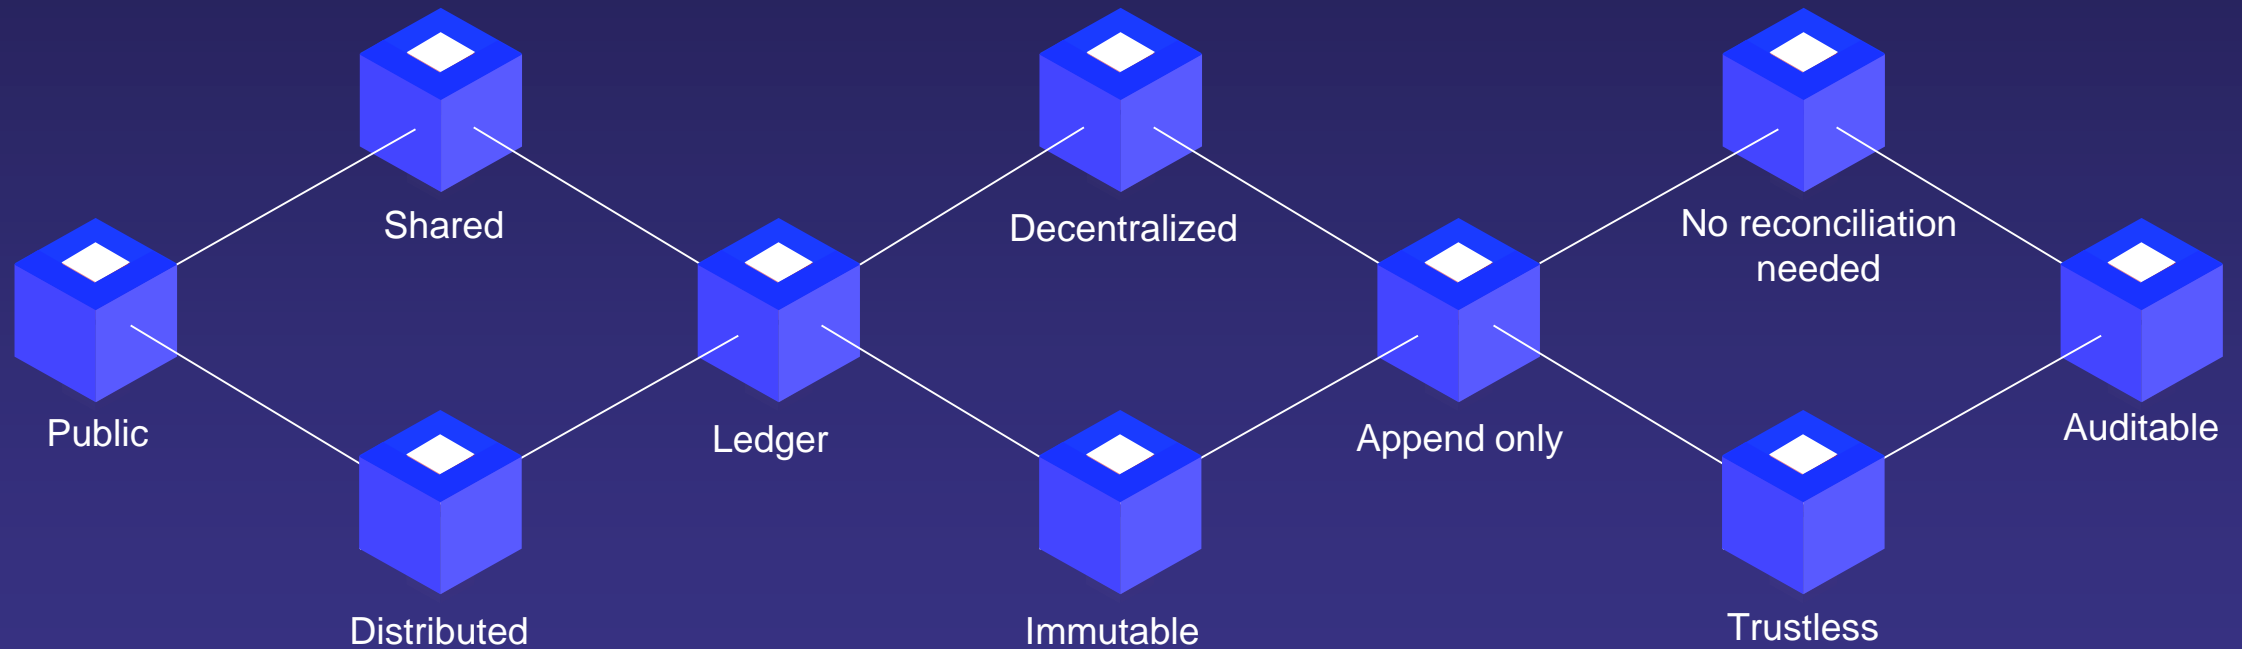 Shared
Decentralized
No reconciliation
needed
Public
Ledger
Append only
Auditable
Distributed
Immutable
Trustless